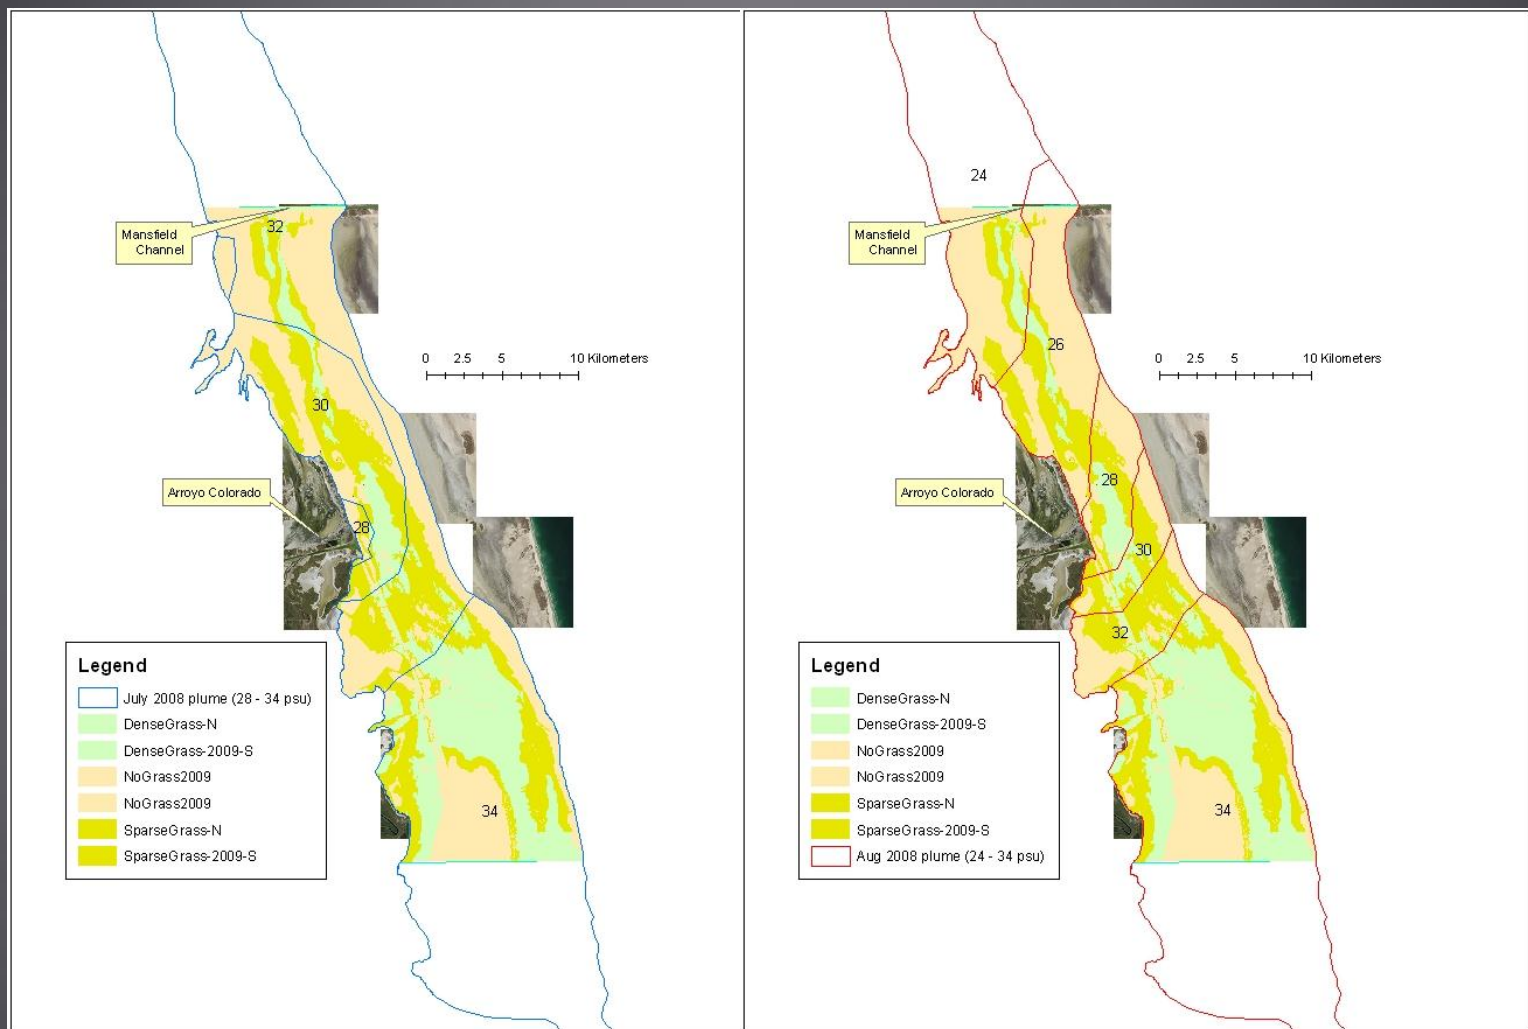 32
Mansfield
Channel
0 2.5 5 10 Kilometers
30
Arroyo Colorado
28
Legend
July 2008 plume (28 - 34 psu)
DenseGrass-N
DenseGrass-2009-S
NoGrass2009
NoGrass2009
SparseGrass-N
SparseGrass-2009-S
34
24
Mansfield
Channel
26
0 2.5 5 10 Kilometers
28
Arroyo Colorado
30
32
Legend
DenseGrass-N
DenseGrass-2009-S
NoGrass2009
NoGrass2009
SparseGrass-N
SparseGrass-2009-S
Aug 2008 plume (24 - 34 psu)
34